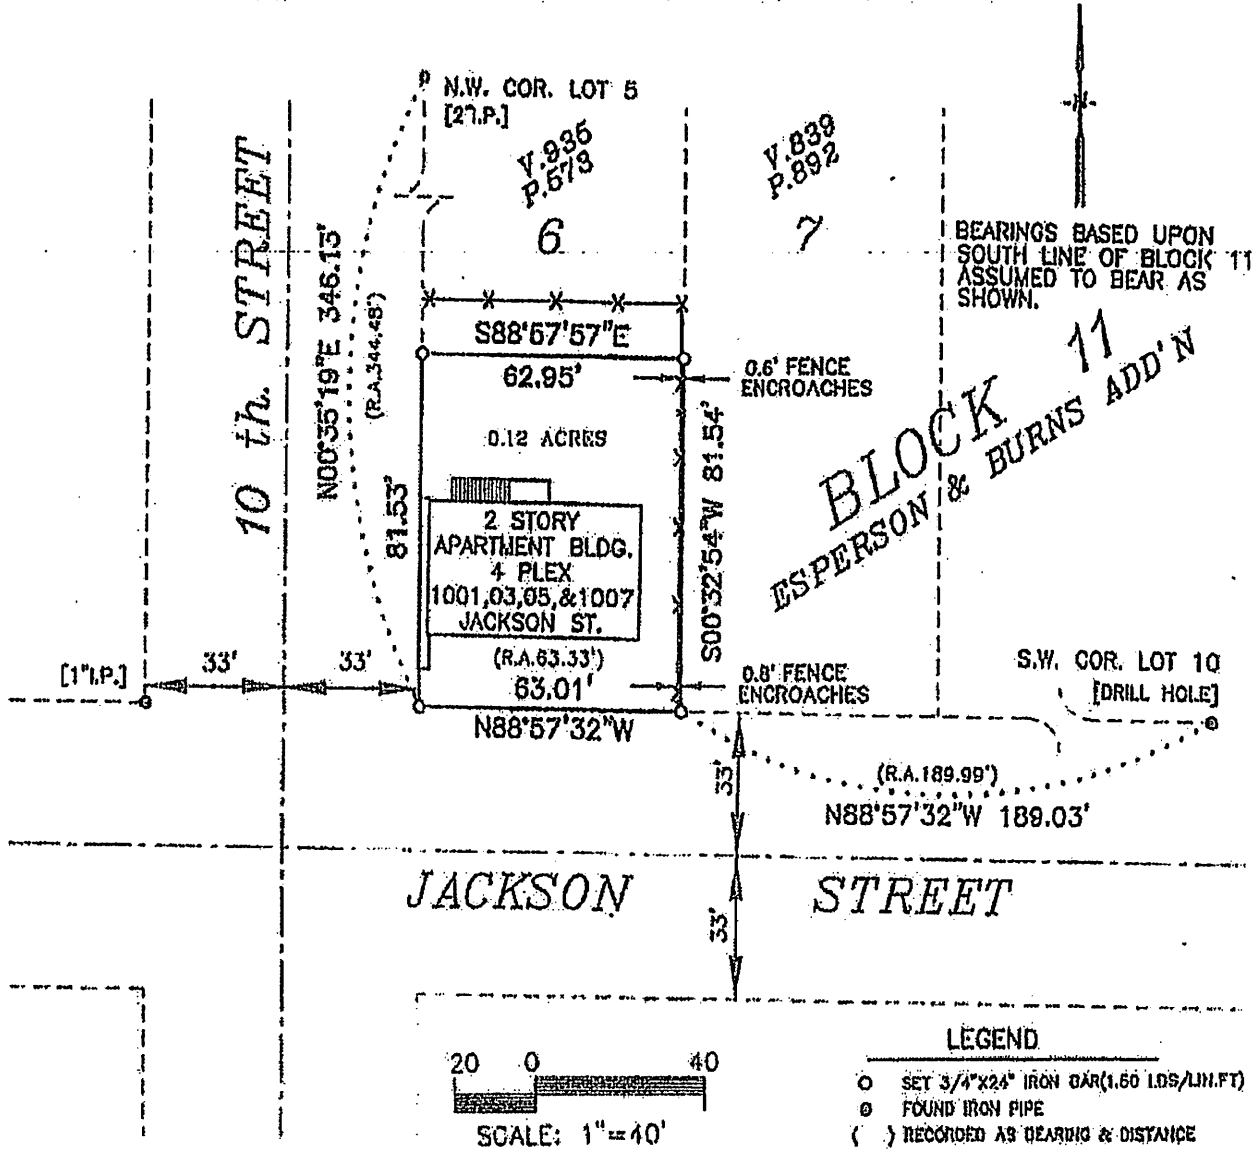 N.W. COR. LOT 5
[2"I.P.]
V.935
P.573
6
V.839
P.892
7
-N-
BEARINGS BASED UPON
SOUTH LINE OF BLOCK 11
ASSUMED TO BEAR AS
SHOWN.
10 th. STREET
N00°35'19"E 346.13'
(R.A.344.48')
S88°57'57"E
62.95'
0.6' FENCE
ENCROACHES
0.12 ACRES
81.53'
S00°32'54"W 81.54'
BLOCK 11
ESPERSON & BURNS ADD'N
2 STORY
APARTMENT BLDG.
4 PLEX
1001,03,05,&1007
JACKSON ST.
(R.A.63.33')
63.01'
N88°57'32"W
[1"I.P.]
33'
33'
0.8' FENCE
ENCROACHES
S.W. COR. LOT 10
[DRILL HOLE]
(R.A.189.99')
N88°57'32"W 189.03'
33'
JACKSON STREET
33'
20 0 40
SCALE: 1"=40'
LEGEND
SET 3/4"X24" IRON BAR(1.50 LBS/LIN.FT)
FOUND IRON PIPE
( ) RECORDED AS BEARING & DISTANCE